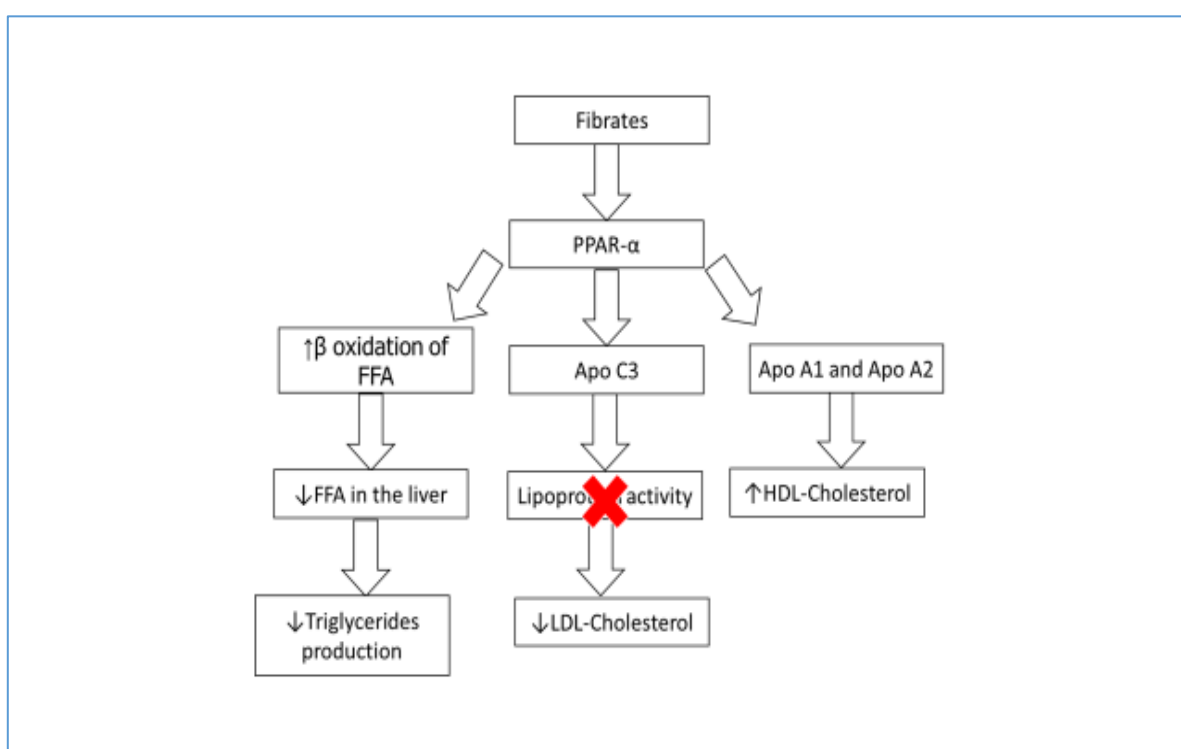 Fibrates
PPAR-α
↑β oxidation of
FFA
Apo C3
Apo A1 and Apo A2
↓FFA in the liver
activity
↑HDL-Cholesterol
↓Triglycerides
production
↓LDL-Cholesterol